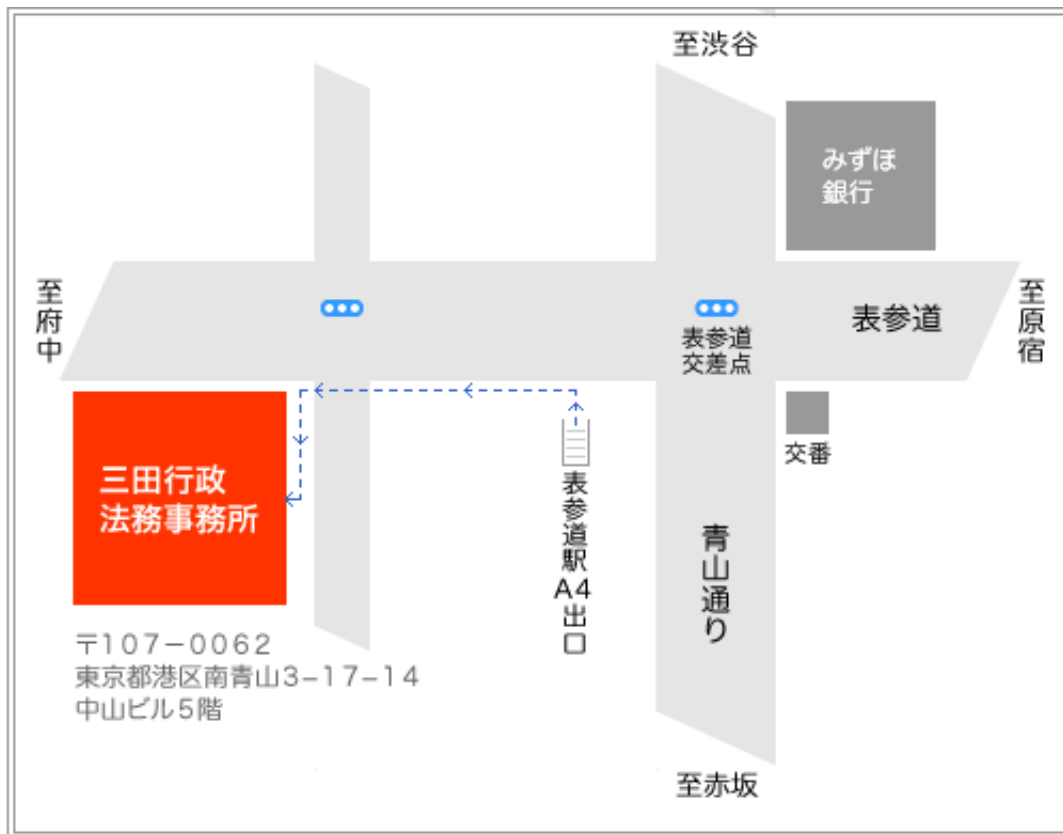 至渋谷
みずほ
銀行
至府中
表参道
交差点
表参道
至原宿
交番
三田行政
法務事務所
表参道駅A4出口
青山通り
〒107−0062
東京都港区南青山3−17−14
中山ビル5階
至赤坂